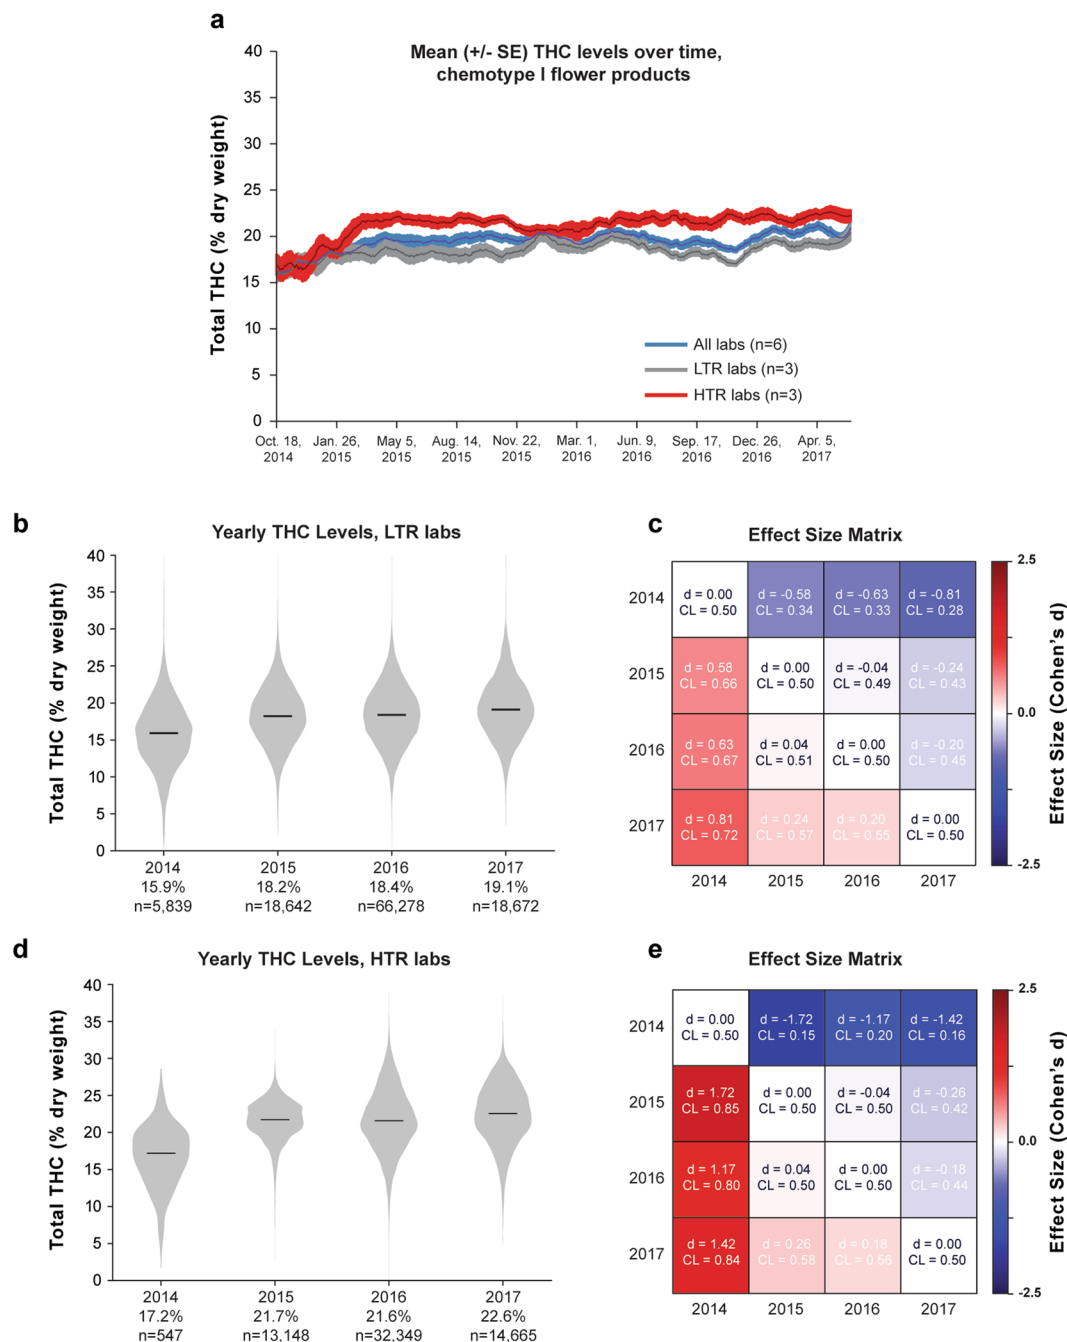 a
Mean (+/- SE) THC levels over time,
chemotype I flower products
Total THC (% dry weight)
40
35
30
25
20
15
10
5
0
All labs (n=6)
LTR labs (n=3)
HTR labs (n=3)
Oct. 18, Jan. 26, May 5, Aug. 14, Nov. 22, Mar. 1, Jun. 9, Sep. 17, Dec. 26, Apr. 5,
2014 2015 2015 2015 2015 2016 2016 2016 2016 2017
b
Yearly THC Levels, LTR labs
Total THC (% dry weight)
40
35
30
25
20
15
10
5
0
2014 2015 2016 2017
15.9% 18.2% 18.4% 19.1%
n=5,839 n=18,642 n=66,278 n=18,672
c
Effect Size Matrix
2014
d = 0.00 d = -0.58 d = -0.63 d = -0.81
CL = 0.50 CL = 0.34 CL = 0.33 CL = 0.28
2015
d = 0.58 d = 0.00 d = -0.04 d = -0.24
CL = 0.66 CL = 0.50 CL = 0.49 CL = 0.43
2016
d = 0.63 d = 0.04 d = 0.00 d = -0.20
CL = 0.67 CL = 0.51 CL = 0.50 CL = 0.45
2017
d = 0.81 d = 0.24 d = 0.20 d = 0.00
CL = 0.72 CL = 0.57 CL = 0.55 CL = 0.50
2014 2015 2016 2017
2.5
0.0
-2.5
Effect Size (Cohen's d)
d
Yearly THC Levels, HTR labs
Total THC (% dry weight)
40
35
30
25
20
15
10
5
0
2014 2015 2016 2017
17.2% 21.7% 21.6% 22.6%
n=547 n=13,148 n=32,349 n=14,665
e
Effect Size Matrix
2014
d = 0.00 d = -1.72 d = -1.17 d = -1.42
CL = 0.50 CL = 0.15 CL = 0.20 CL = 0.16
2015
d = 1.72 d = 0.00 d = -0.04 d = -0.26
CL = 0.85 CL = 0.50 CL = 0.50 CL = 0.42
2016
d = 1.17 d = 0.04 d = 0.00 d = -0.18
CL = 0.80 CL = 0.50 CL = 0.50 CL = 0.44
2017
d = 1.42 d = 0.26 d = 0.18 d = 0.00
CL = 0.84 CL = 0.58 CL = 0.56 CL = 0.50
2014 2015 2016 2017
2.5
0.0
-2.5
Effect Size (Cohen's d)